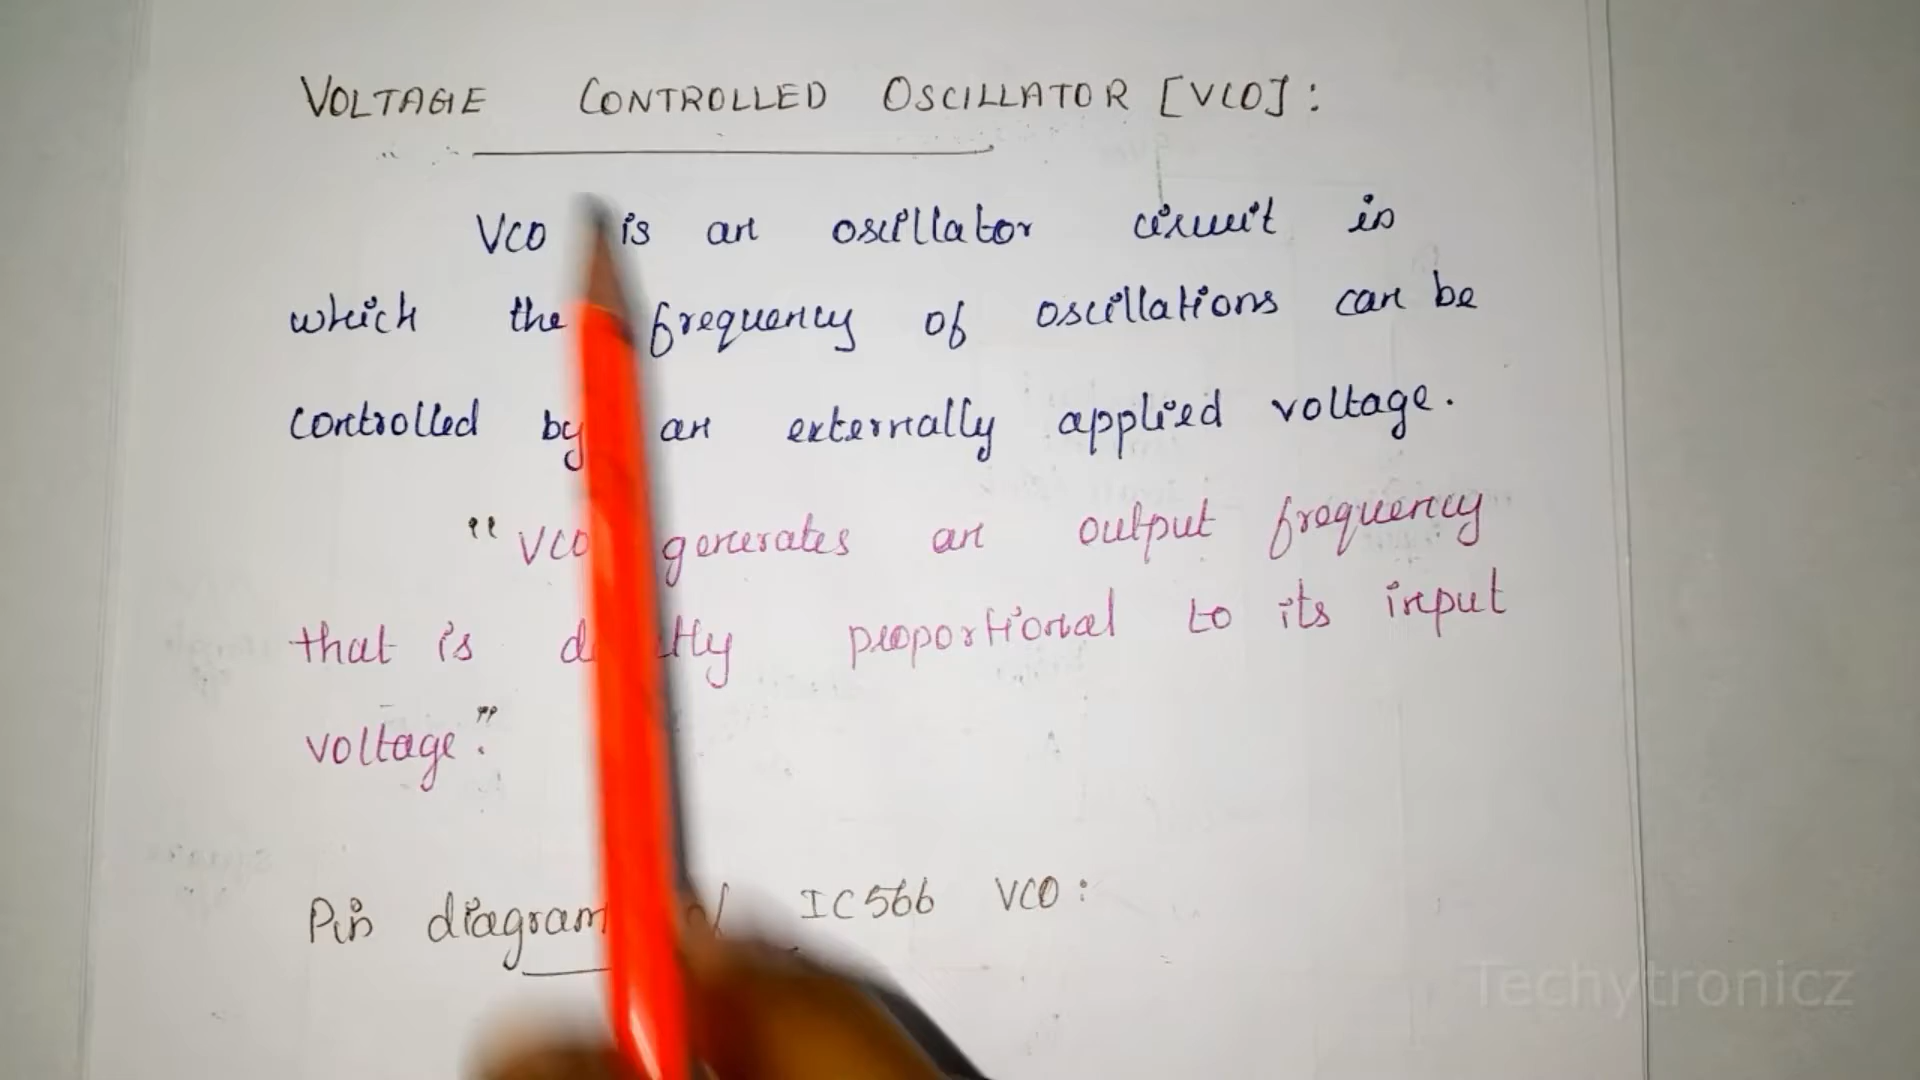 VOLTAGE CONTROLLED OSCILLATOR [VCO]:
VCO is an oscillator circuit in
which the frequency of oscillations can be
controlled by an externally applied voltage.
"VCO generates an output frequency
that is proportional to its input
voltage."
Pin diagram of IC566 VCO:
Techytronicz